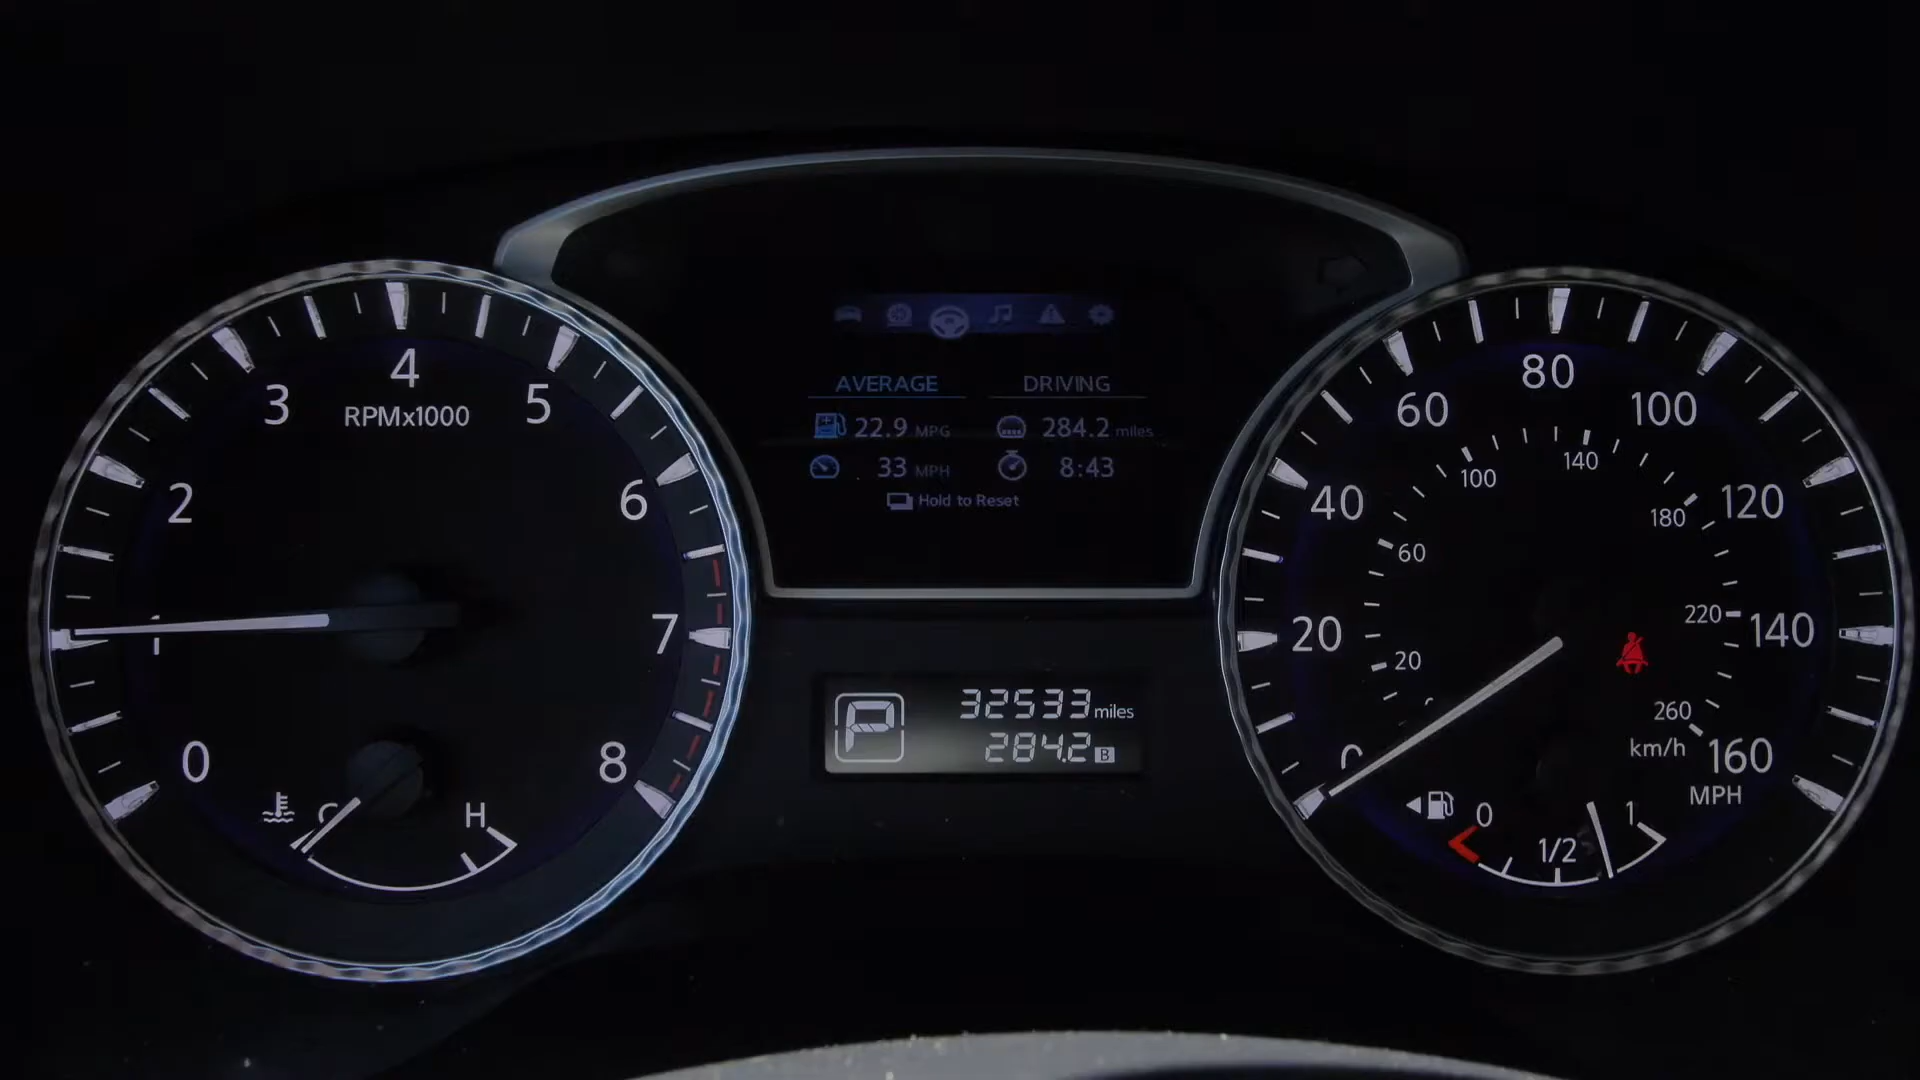 0
1
2
3
4
5
6
7
8
RPMx1000
C
H
AVERAGE DRIVING
22.9 MPG 284.2 miles
33 MPH 8:43
Hold to Reset
P
32533 miles
284.2 B
0
20
40
60
80
100
120
140
160
MPH
20
60
100
140
180
220
260
km/h
0
1/2
1